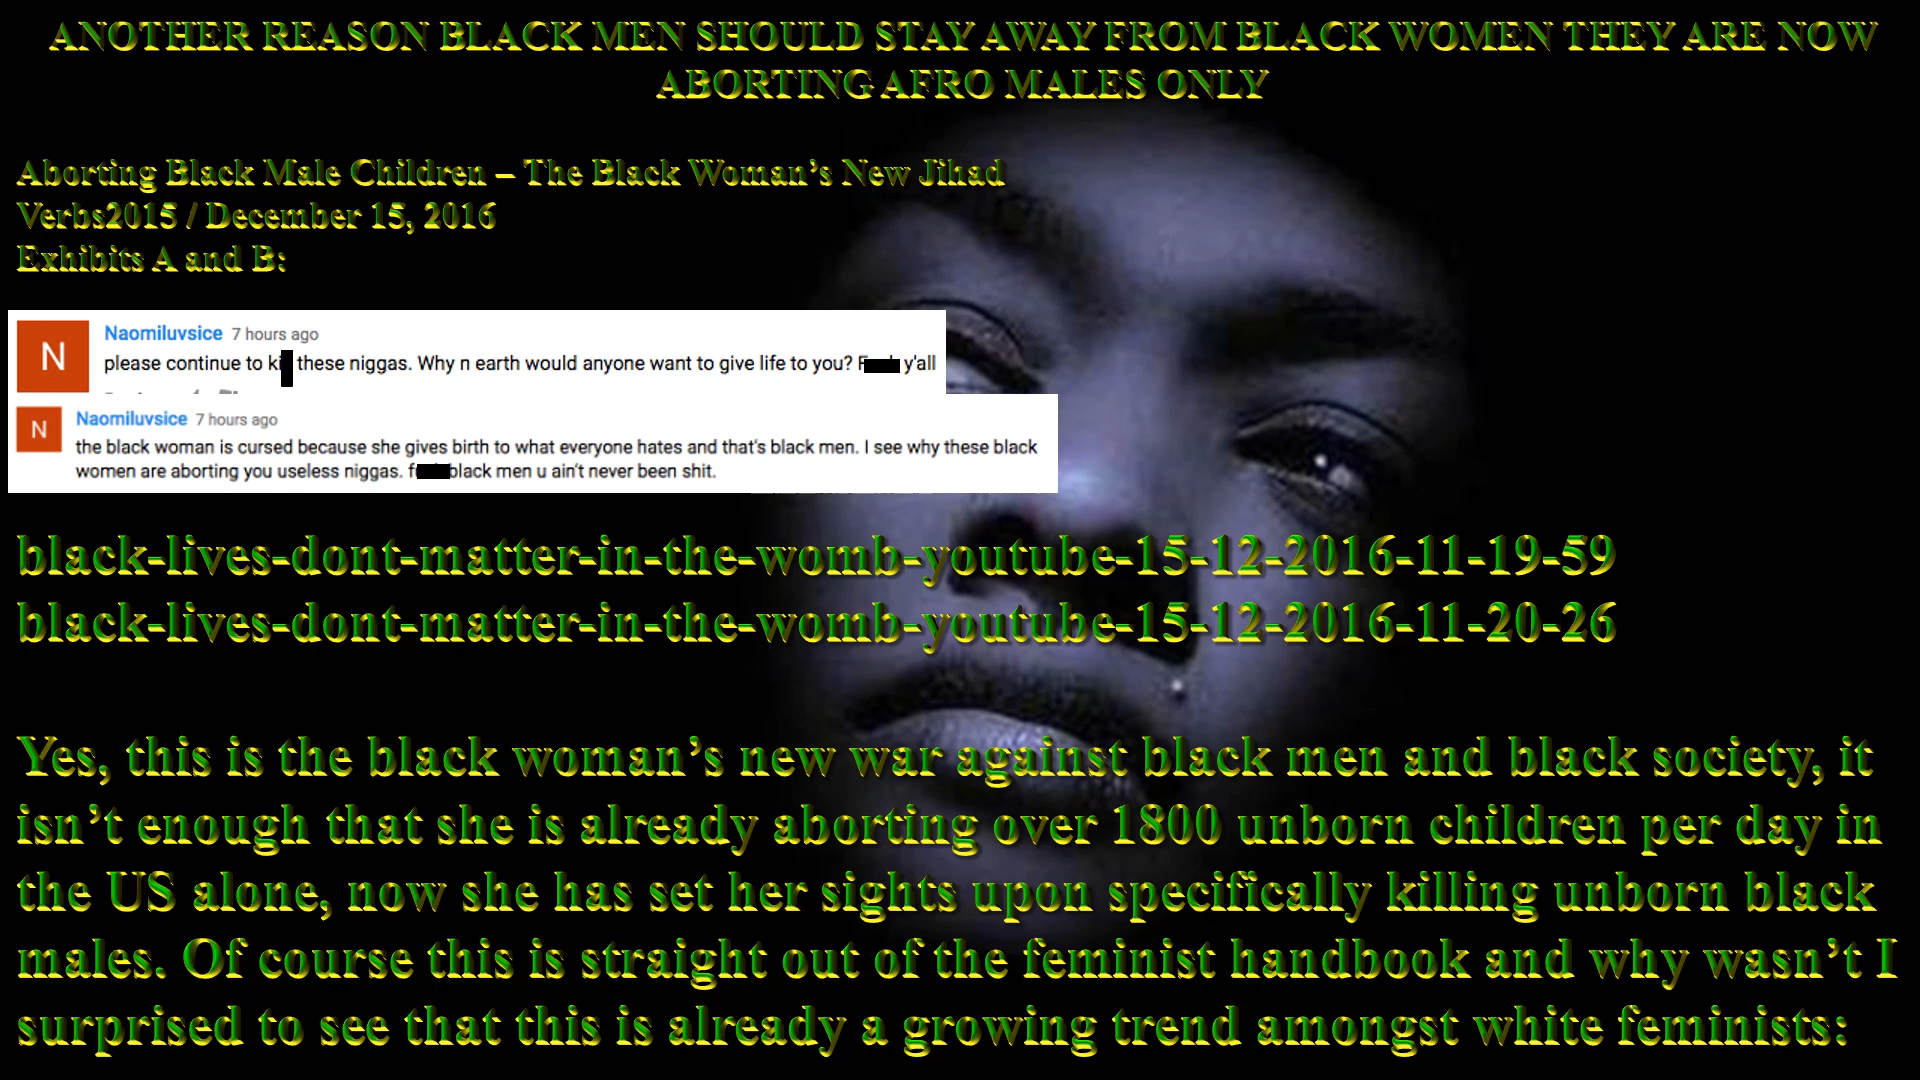 ANOTHER REASON BLACK MEN SHOULD STAY AWAY FROM BLACK WOMEN THEY ARE NOW
ABORTING AFRO MALES ONLY
Aborting Black Male Children – The Black Woman’s New Jihad
Verbs2015 / December 15, 2016
Exhibits A and B:
N
Naomiluvsice 7 hours ago
please continue to these niggas. Why n earth would anyone want to give life to you? y'all
N
Naomiluvsice 7 hours ago
the black woman is cursed because she gives birth to what everyone hates and that's black men. I see why these black
women are aborting you useless niggas. black men u ain't never been shit.
black-lives-dont-matter-in-the-womb-youtube-15-12-2016-11-19-59
black-lives-dont-matter-in-the-womb-youtube-15-12-2016-11-20-26
Yes, this is the black woman’s new war against black men and black society, it
isn’t enough that she is already aborting over 1800 unborn children per day in
the US alone, now she has set her sights upon specifically killing unborn black
males. Of course this is straight out of the feminist handbook and why wasn’t I
surprised to see that this is already a growing trend amongst white feminists: